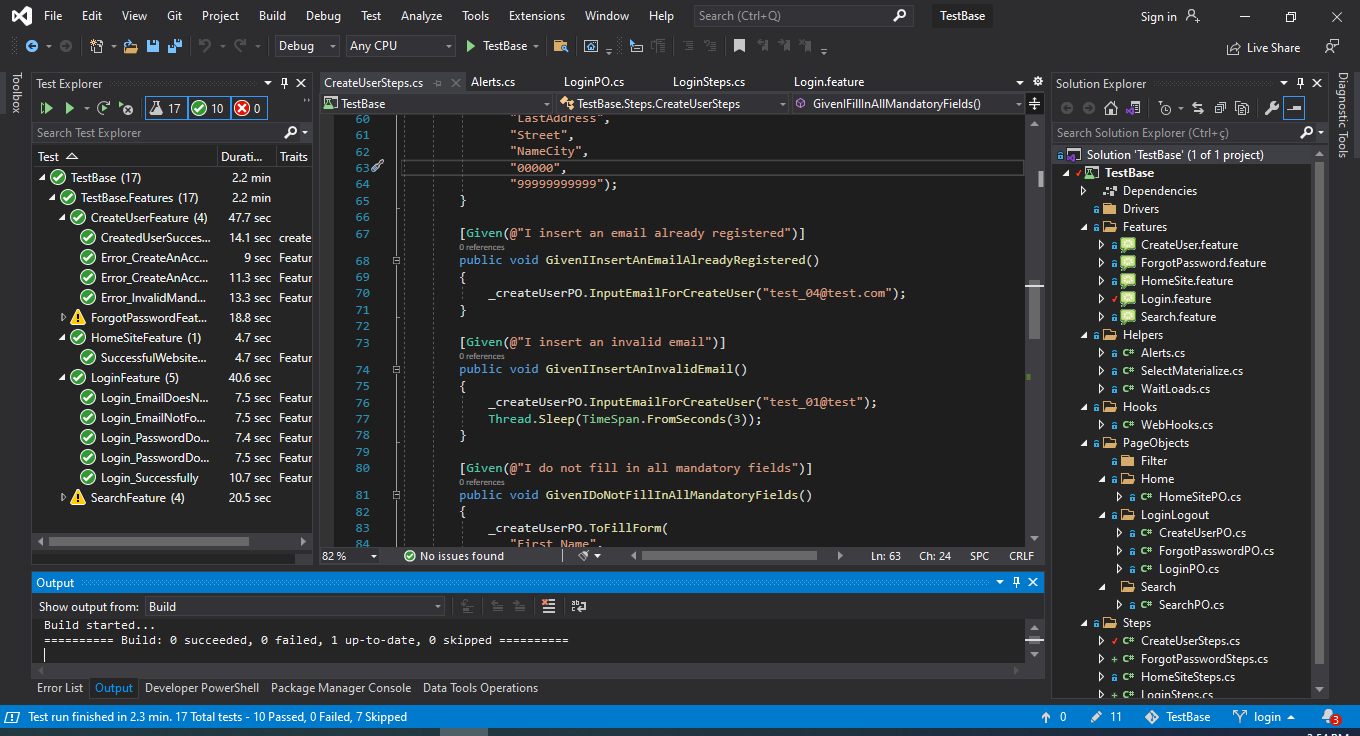 File Edit View Git Project Build Debug Test Analyze Tools Extensions Window Help Search (Ctrl+Q) TestBase Sign in
Debug Any CPU TestBase Live Share
Toolbox
Test Explorer
17 10 0
Search Test Explorer
Test Durati... Traits
TestBase (17) 2.2 min
TestBase.Features (17) 2.2 min
CreateUserFeature (4) 47.7 sec
CreatedUserSucces... 14.1 sec create
Error_CreateAnAcc... 9 sec Featur
Error_CreateAnAcc... 11.3 sec Featur
Error_InvalidMand... 13.3 sec Featur
ForgotPasswordFeat... 18.8 sec
HomeSiteFeature (1) 4.7 sec
SuccessfulWebsite... 4.7 sec Featur
LoginFeature (5) 40.6 sec
Login_EmailDoesN... 7.5 sec Featur
Login_EmailNotFo... 7.5 sec Featur
Login_PasswordDo... 7.4 sec Featur
Login_PasswordDo... 7.5 sec Featur
Login_Successfully 10.7 sec Featur
SearchFeature (4) 20.5 sec
CreateUserSteps.cs Alerts.cs LoginPO.cs LoginSteps.cs Login.feature
TestBase TestBase.Steps.CreateUserSteps GivenIFillInAllMandatoryFields()
60 "LastAddress",
61 "Street",
62 "NameCity",
63 "00000",
64 "99999999999");
65 }
66
67 [Given(@"I insert an email already registered")]
0 references
68 public void GivenIInsertAnEmailAlreadyRegistered()
69 {
70 _createUserPO.InputEmailForCreateUser("test_04@test.com");
71 }
72
73 [Given(@"I insert an invalid email")]
0 references
74 public void GivenIInsertAnInvalidEmail()
75 {
76 _createUserPO.InputEmailForCreateUser("test_01@test");
77 Thread.Sleep(TimeSpan.FromSeconds(3));
78 }
79
80 [Given(@"I do not fill in all mandatory fields")]
0 references
81 public void GivenIDoNotFillInAllMandatoryFields()
82 {
83 _createUserPO.ToFillForm(
84 "First Name",
82 % No issues found Ln: 63 Ch: 24 SPC CRLF
Solution Explorer
Search Solution Explorer (Ctrl+ç)
Solution 'TestBase' (1 of 1 project)
TestBase
Dependencies
Drivers
Features
CreateUser.feature
ForgotPassword.feature
HomeSite.feature
Login.feature
Search.feature
Helpers
C# Alerts.cs
C# SelectMaterialize.cs
C# WaitLoads.cs
Hooks
C# WebHooks.cs
PageObjects
Filter
Home
C# HomeSitePO.cs
LoginLogout
C# CreateUserPO.cs
C# ForgotPasswordPO.cs
C# LoginPO.cs
Search
C# SearchPO.cs
Steps
C# CreateUserSteps.cs
C# ForgotPasswordSteps.cs
C# HomeSiteSteps.cs
C# LoginSteps.cs
Diagnostic Tools
Output
Show output from: Build
Build started...
========== Build: 0 succeeded, 0 failed, 1 up-to-date, 0 skipped ==========
Error List Output Developer PowerShell Package Manager Console Data Tools Operations
Test run finished in 2.3 min. 17 Total tests - 10 Passed, 0 Failed, 7 Skipped 0 11 TestBase login 3